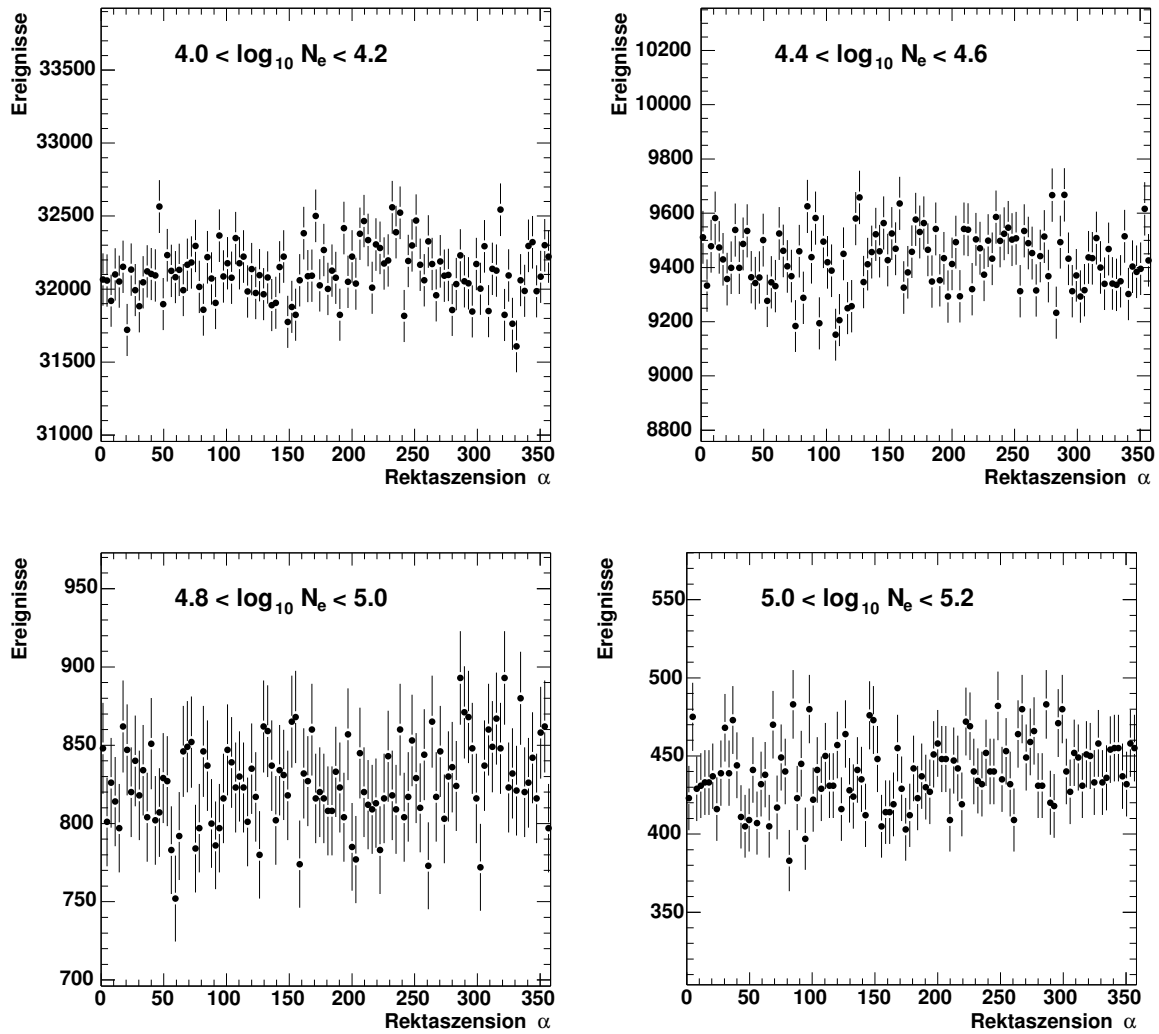 Ereignisse
4.0 < log10 Ne < 4.2
33500
33000
32500
32000
31500
31000
0 50 100 150 200 250 300 350
Rektaszension α
Ereignisse
4.4 < log10 Ne < 4.6
10200
10000
9800
9600
9400
9200
9000
8800
0 50 100 150 200 250 300 350
Rektaszension α
Ereignisse
4.8 < log10 Ne < 5.0
950
900
850
800
750
700
0 50 100 150 200 250 300 350
Rektaszension α
Ereignisse
5.0 < log10 Ne < 5.2
550
500
450
400
350
0 50 100 150 200 250 300 350
Rektaszension α